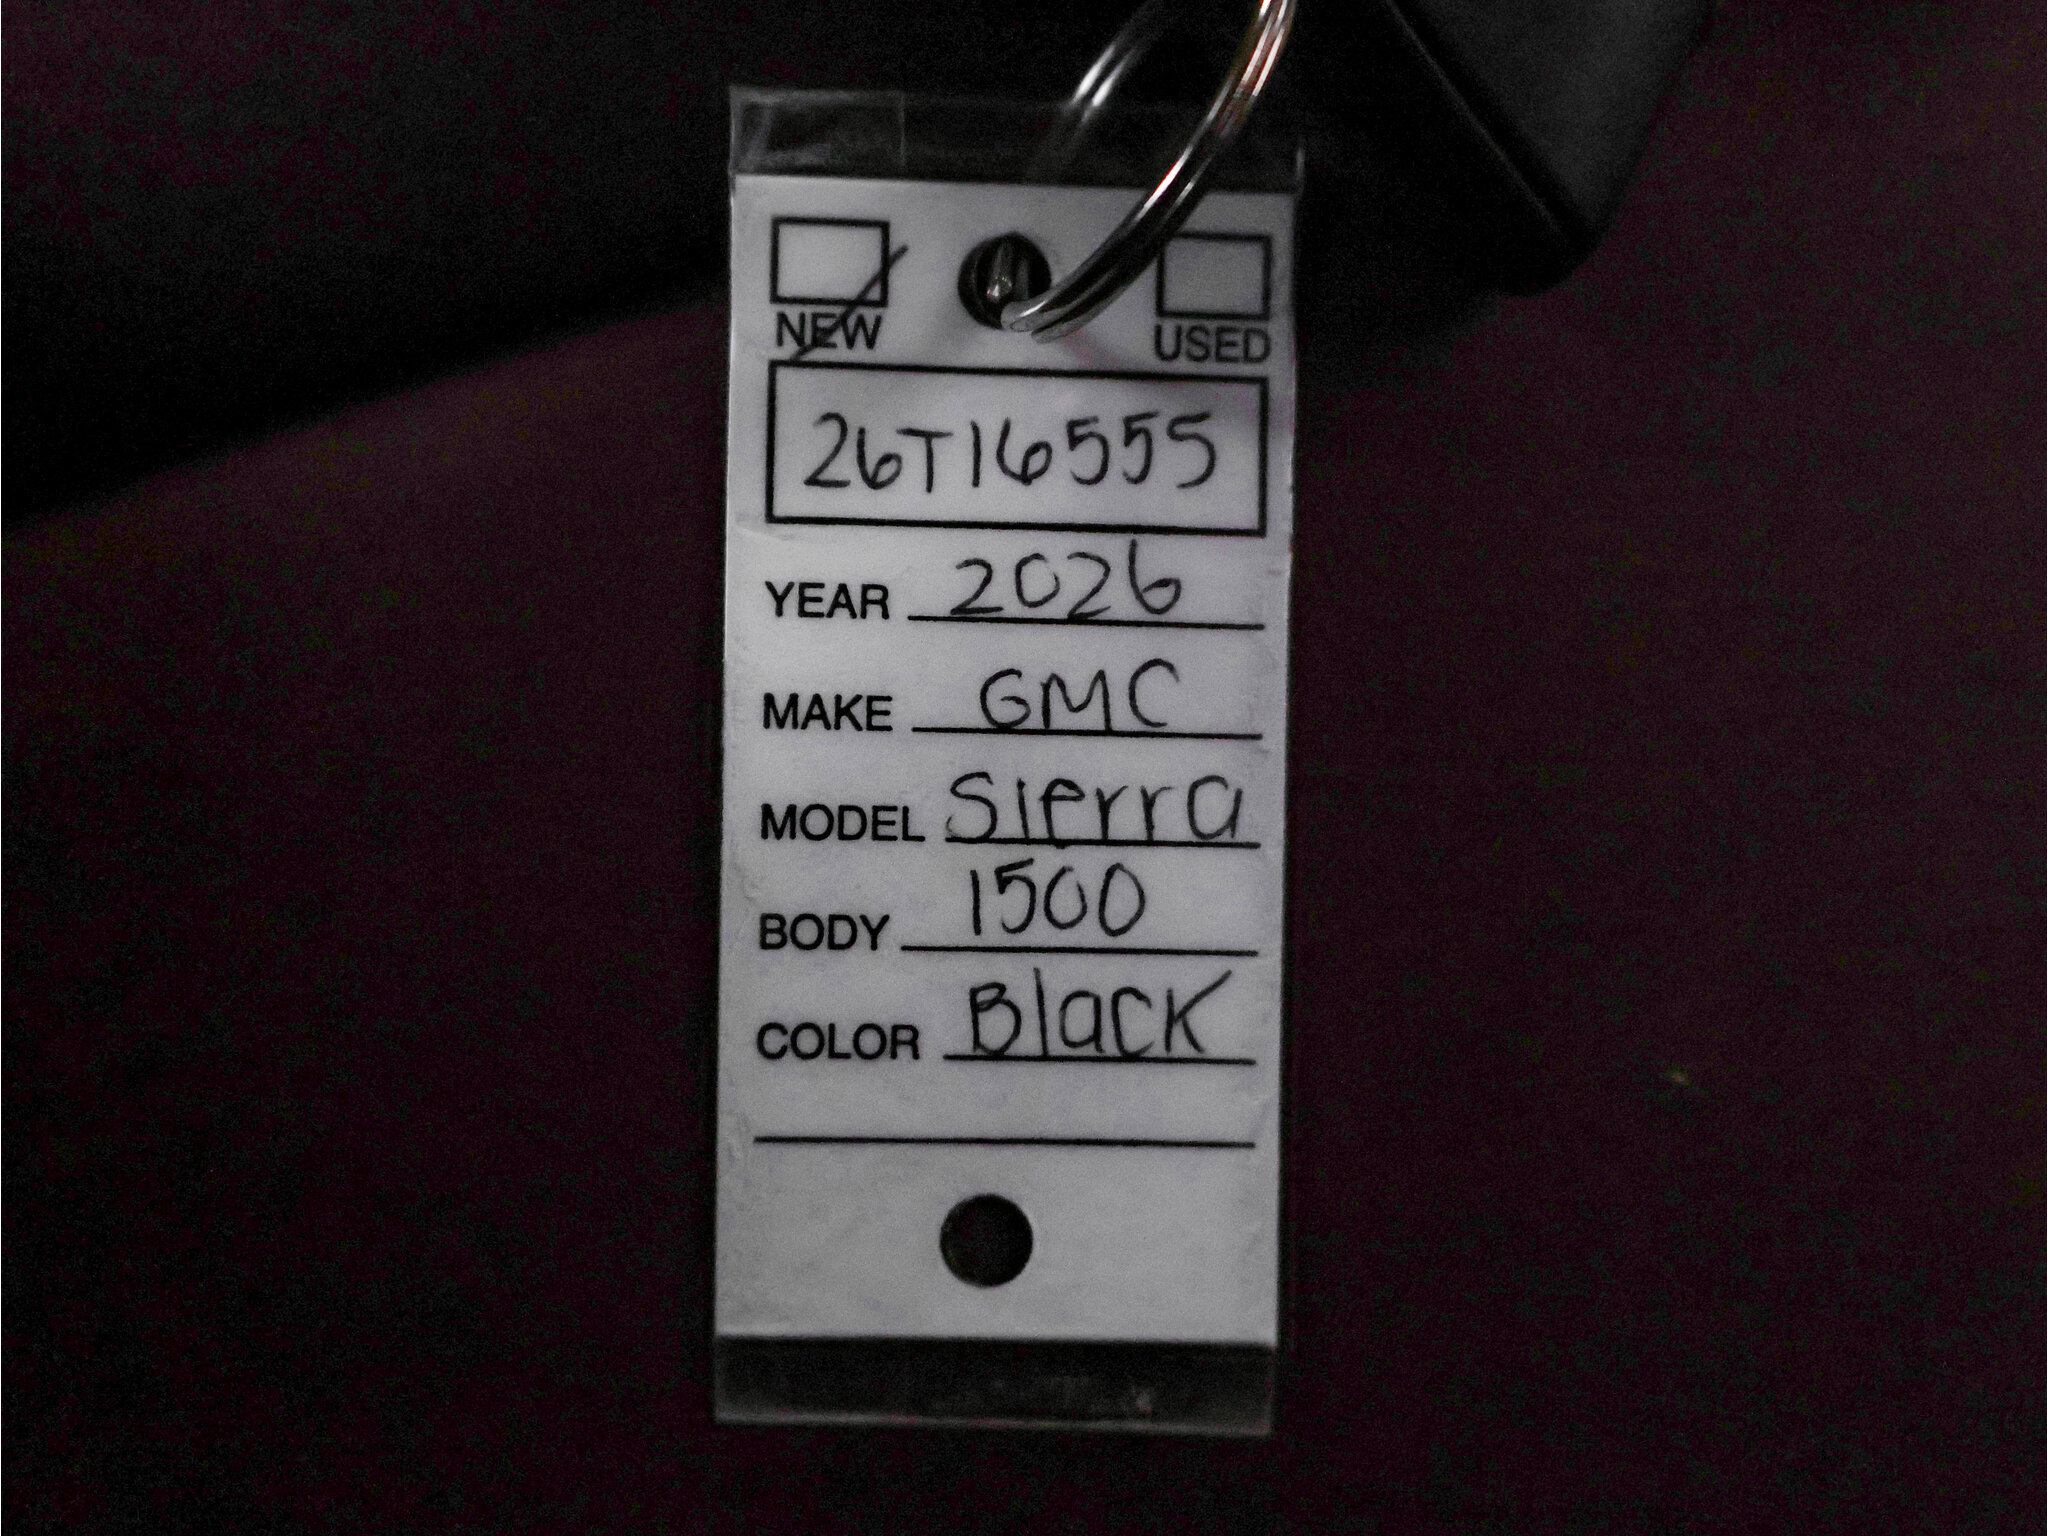 NEW USED
26T16555
YEAR 2026
MAKE GMC
MODEL Sierra
BODY 1500
COLOR Black